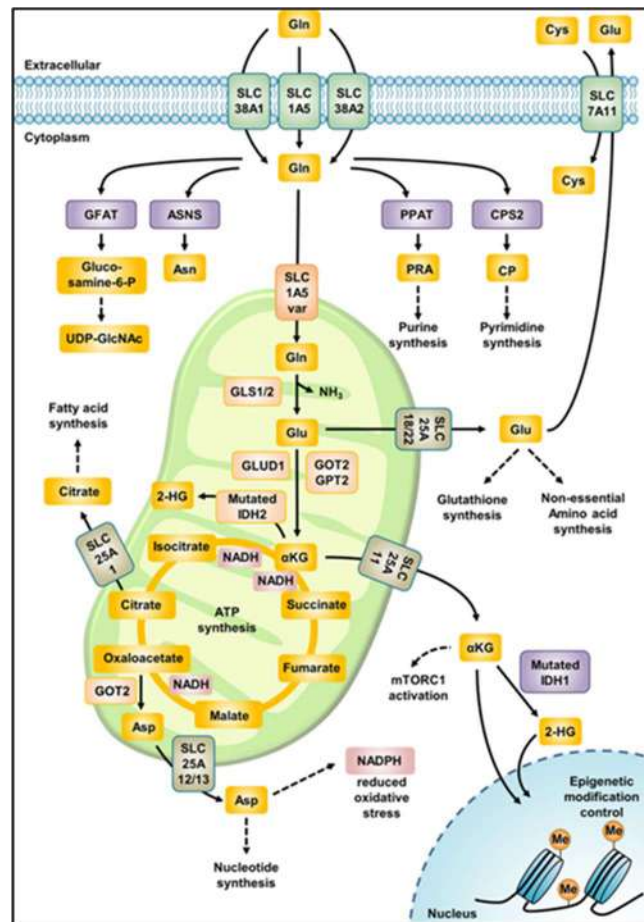 Gln
Cys
Glu
Extracellular
SLC
38A1
SLC
1A5
SLC
38A2
SLC
7A11
Cytoplasm
Gln
Cys
GFAT
ASNS
PPAT
CPS2
Gluco-
samine-6-P
Asn
PRA
CP
SLC
1A5
var
UDP-GlcNAc
Purine
synthesis
Pyrimidine
synthesis
Gln
GLS1/2
NH3
Fatty acid
synthesis
Glu
SLC
25A
18/22
Glu
GLUD1
GOT2
GPT2
Citrate
2-HG
Mutated
IDH2
Glutathione
synthesis
Non-essential
Amino acid
synthesis
SLC
25A
1
Isocitrate
NADH
αKG
NADH
SLC
25A
11
Citrate
ATP
synthesis
Succinate
Oxaloacetate
Fumarate
αKG
GOT2
NADH
mTORC1
activation
Mutated
IDH1
Malate
Asp
2-HG
SLC
25A
12/13
NADPH
reduced
oxidative
stress
Asp
Epigenetic
modification
control
Me
Me
Me
Nucleotide
synthesis
Nucleus